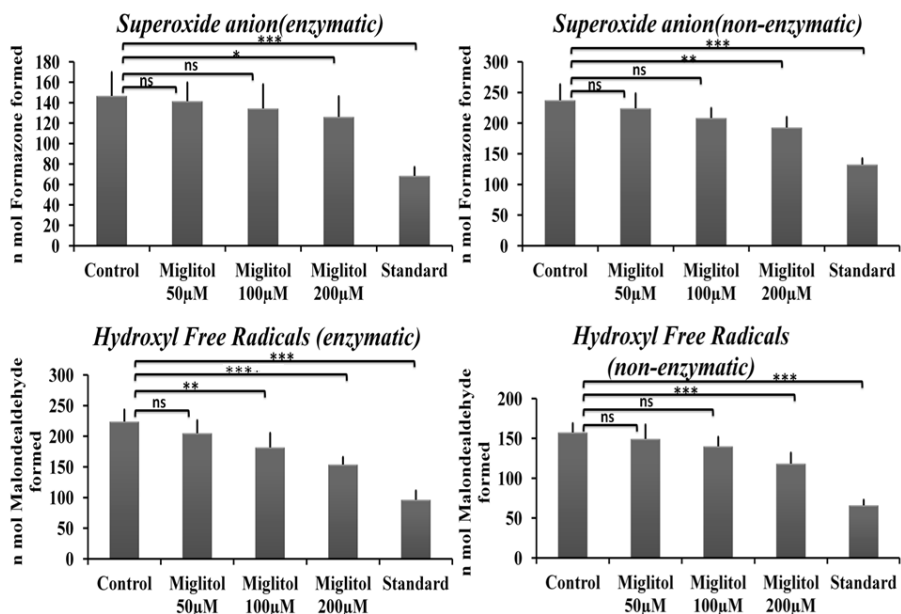 Superoxide anion(enzymatic)
***
*
ns
ns
n mol Formazone formed
180
160
140
120
100
80
60
40
20
0
Control
Miglitol 50µM
Miglitol 100µM
Miglitol 200µM
Standard
Superoxide anion(non-enzymatic)
***
**
ns
ns
n mol Formazone formed
300
250
200
150
100
50
0
Control
Miglitol 50µM
Miglitol 100µM
Miglitol 200µM
Standard
Hydroxyl Free Radicals (enzymatic)
***
***.
**
ns
n mol Malondealdehyde
formed
300
250
200
150
100
50
0
Control
Miglitol 50µM
Miglitol 100µM
Miglitol 200µM
Standard
Hydroxyl Free Radicals
(non-enzymatic)
***
***
ns
ns
n mol Malondealdehyde
formed
200
150
100
50
0
Control
Miglitol 50µM
Miglitol 100µM
Miglitol 200µM
Standard